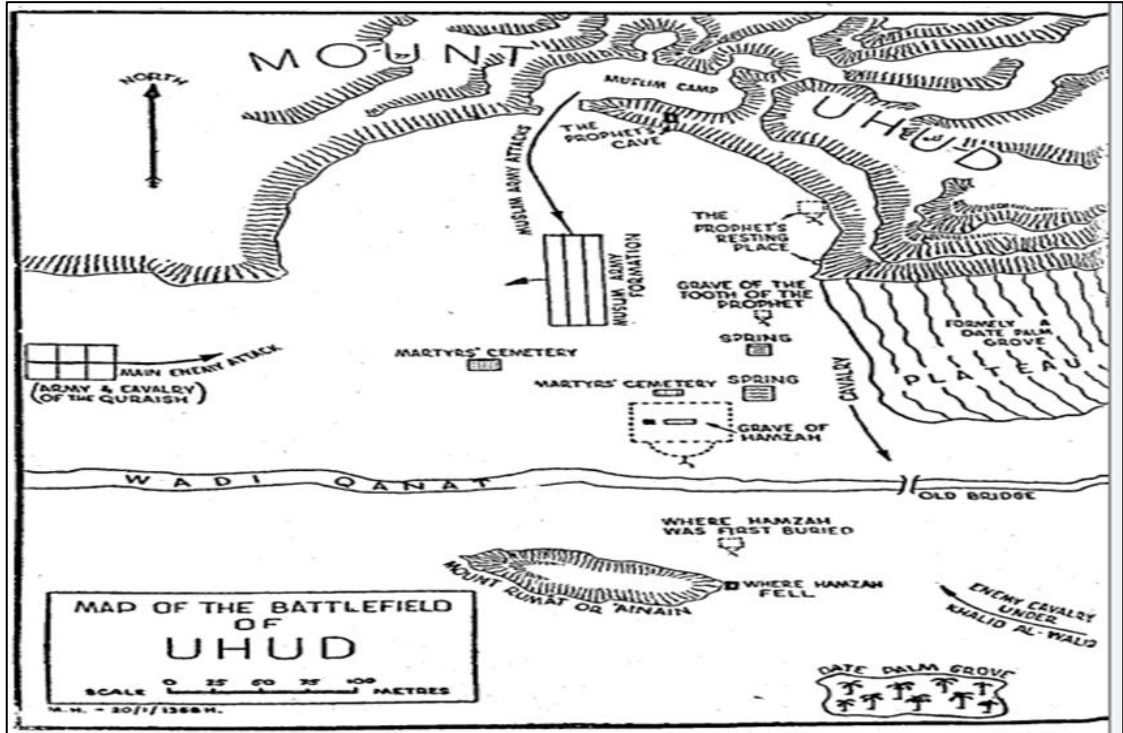 MOUNT
UHUD
NORTH
MUSLIM CAMP
THE
PROPHET'S
CAVE
MUSLIM ARMY ATTACKS
MUSLIM ARMY
FORMATION
THE
PROPHET'S
RESTING
PLACE
GRAVE OF THE
TOOTH OF THE
PROPHET
FORMELY A
DATE PALM
GROVE
PLATEAU
SPRING
MARTYRS' CEMETERY
MAIN ENEMY ATTACK
(ARMY & CAVALRY
OF THE QURAISH)
MARTYRS' CEMETERY
SPRING
CAVALRY
GRAVE OF
HAMZAH
WADI QANAT
OLD BRIDGE
WHERE HAMZAH
WAS FIRST BURIED
MOUNT RUMAT OR 'AINAIN
WHERE HAMZAH
FELL
ENEMY CAVALRY
UNDER
KHALID AL-WALID
DATE PALM GROVE
MAP OF THE BATTLEFIELD
OF
UHUD
SCALE 0 25 50 75 100 METRES
M.H. - 20/1/1368H.